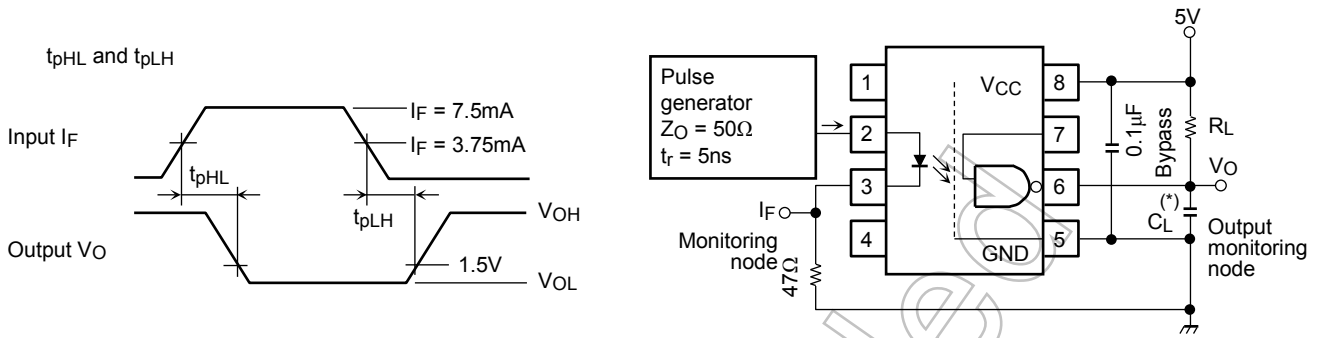 tpHL and tpLH
Input IF
IF = 7.5mA
IF = 3.75mA
tpHL
tpLH
VOH
Output VO
1.5V
VOL
5V
Pulse
generator
ZO = 50Ω
tr = 5ns
1
2
3
4
VCC
8
7
6
5
GND
0.1μF
Bypass
RL
VO
(*)
CL
IF
Monitoring
node
47Ω
Output
monitoring
node